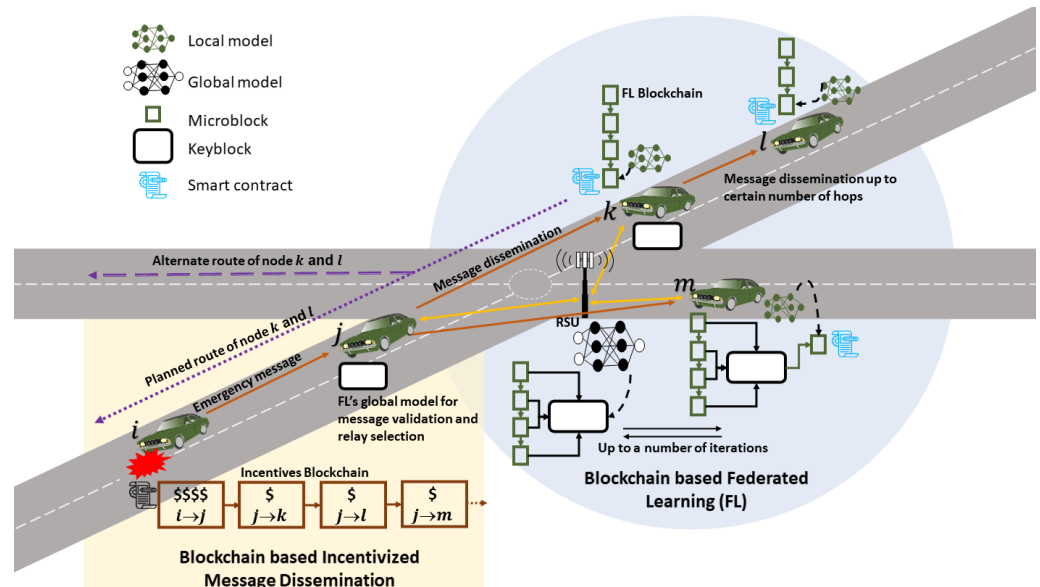 Local model
Global model
Microblock
Keyblock
Smart contract
FL Blockchain
l
k
Message dissemination up to
certain number of hops
Message dissemination
Alternate route of node k and l
m
RSU
j
Planned route of node k and l
Emergency message
FL's global model for
message validation and
relay selection
i
Up to a number of iterations
Blockchain based Federated
Learning (FL)
Incentives Blockchain
$$$$ $ $ $
i→j j→k j→l j→m
Blockchain based Incentivized
Message Dissemination